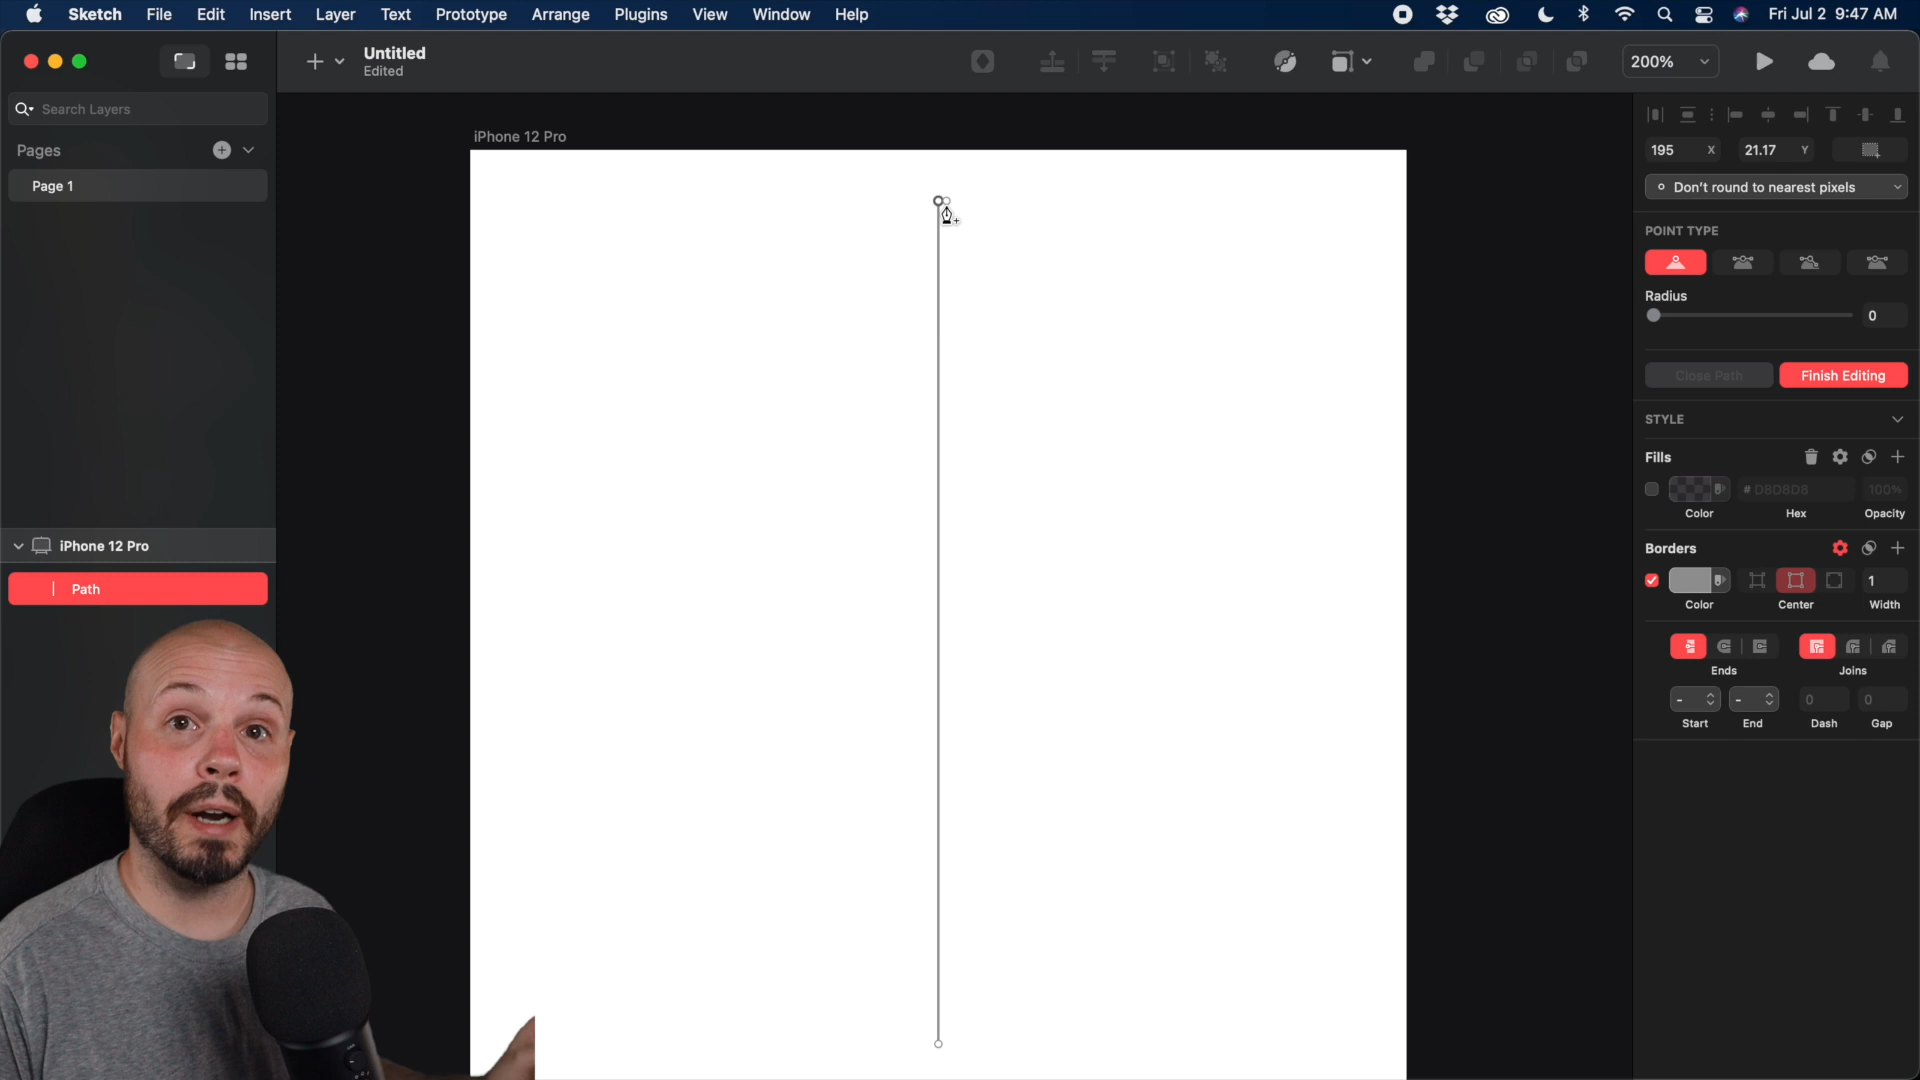 Sketch File Edit Insert Layer Text Prototype Arrange Plugins View Window Help Fri Jul 2 9:47 AM
Untitled
Edited
200%
Search Layers
Pages
Page 1
iPhone 12 Pro
Path
iPhone 12 Pro
195 X 21.17 Y
Don't round to nearest pixels
POINT TYPE
Radius
0
Close Path Finish Editing
STYLE
Fills
# D8D8D8 100%
Color Hex Opacity
Borders
1
Color Center Width
Ends Joins
- - 0 0
Start End Dash Gap